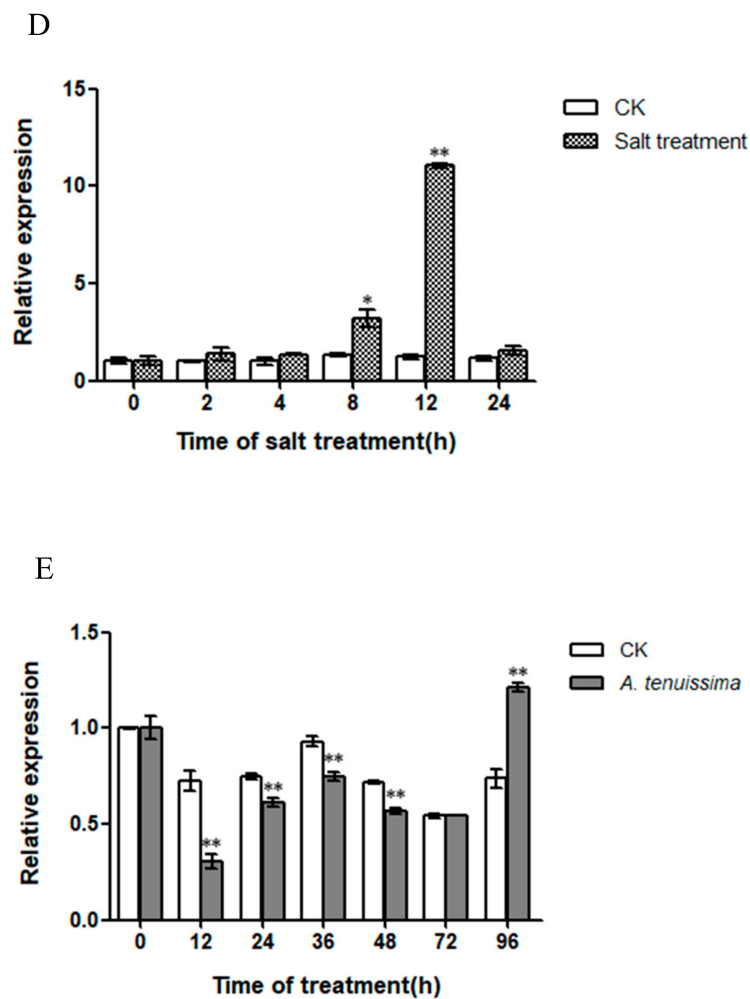 D
Relative expression
15
10
5
0
*
**
0 2 4 8 12 24
Time of salt treatment(h)
CK
Salt treatment
E
Relative expression
1.5
1.0
0.5
0.0
** ** ** ** **
0 12 24 36 48 72 96
Time of treatment(h)
CK
A. tenuissima